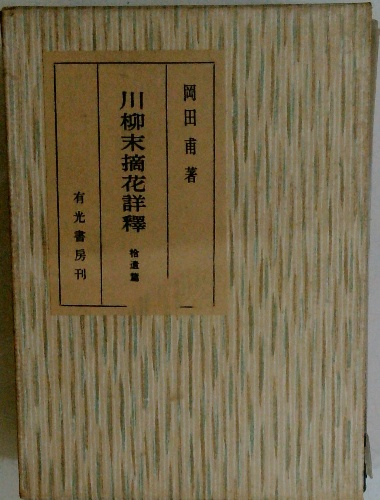 岡田甫著
川柳末摘花詳釋
拾遺篇
有光書房刊